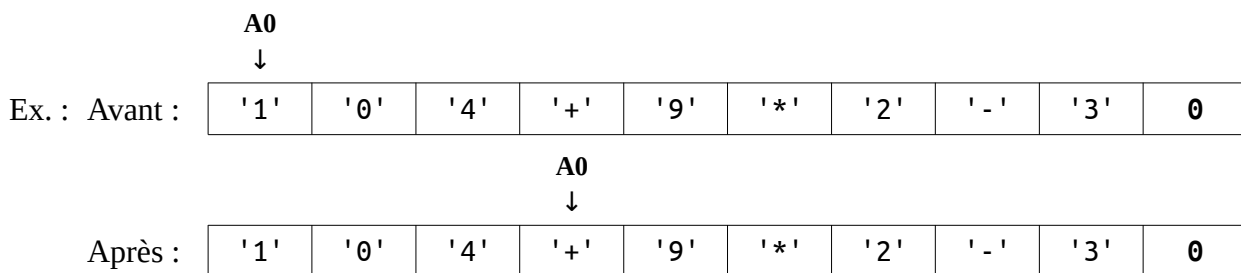 A0
↓
Ex. : Avant : '1' '0' '4' '+' '9' '*' '2' '-' '3' 0
A0
↓
Après : '1' '0' '4' '+' '9' '*' '2' '-' '3' 0